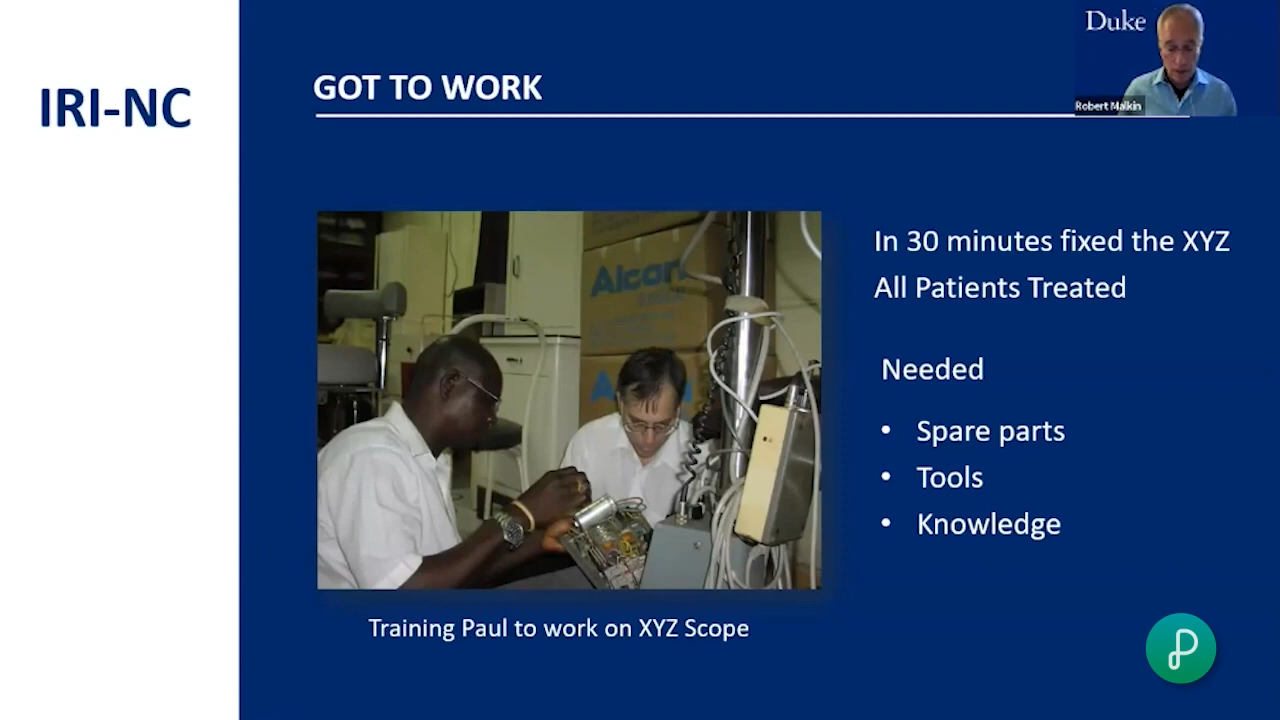 IRI-NC
GOT TO WORK
Duke
Robert Malkin
Alcon
In 30 minutes fixed the XYZ
All Patients Treated
Needed
• Spare parts
• Tools
• Knowledge
Training Paul to work on XYZ Scope